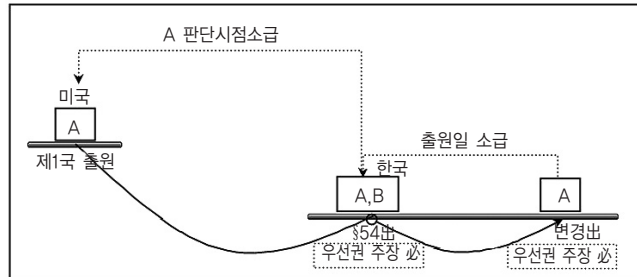 A 판단시점소급
미국
A
제1국 출원
출원일 소급
한국
A,B
A
§54出
변경出
우선권 주장 必
우선권 주장 必